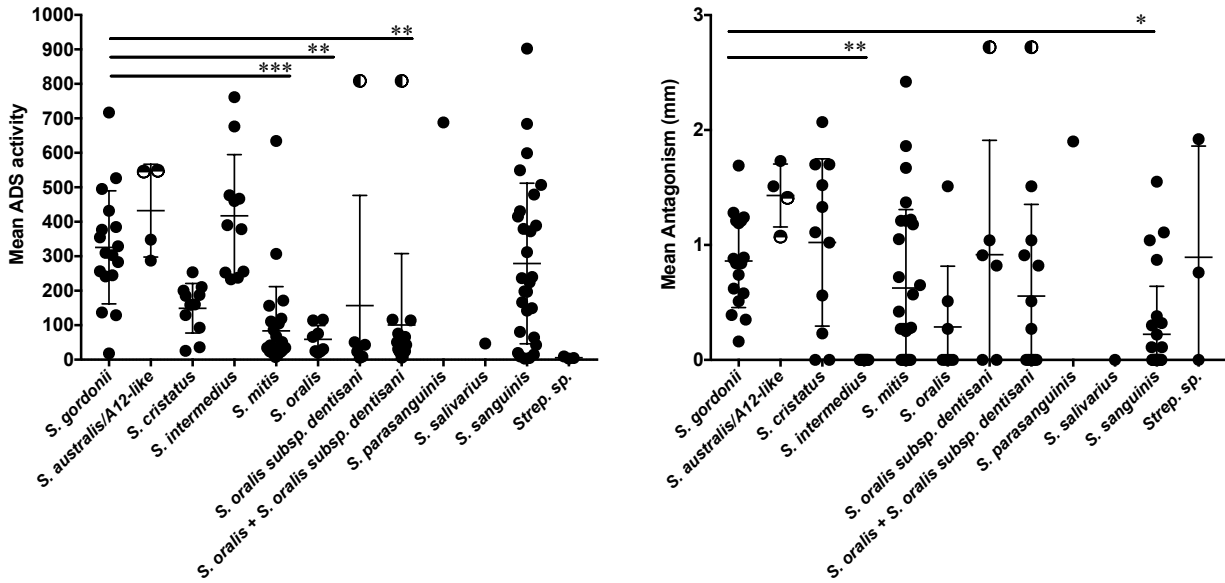 Mean ADS activity
1000
900
800
700
600
500
400
300
200
100
0
**
**
***
S. gordonii
S. australis/A12-like
S. cristatus
S. intermedius
S. mitis
S. oralis
S. oralis subsp. dentisani
S. oralis + S. oralis subsp. dentisani
S. parasanguinis
S. salivarius
S. sanguinis
Strep. sp.
Mean Antagonism (mm)
3
2
1
0
*
**
S. gordonii
S. australis/A12-like
S. cristatus
S. intermedius
S. mitis
S. oralis
S. oralis subsp. dentisani
S. oralis + S. oralis subsp. dentisani
S. parasanguinis
S. salivarius
S. sanguinis
Strep. sp.